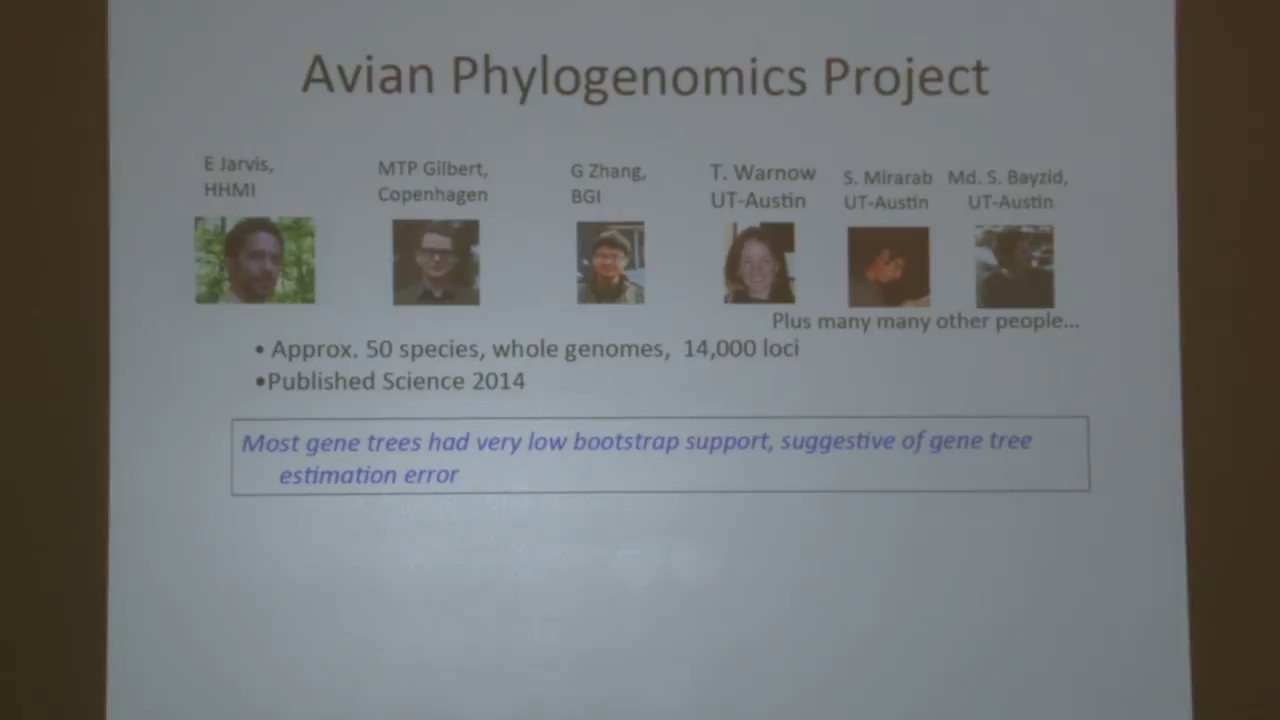 Avian Phylogenomics Project
E Jarvis,
HHMI
MTP Gilbert,
Copenhagen
G Zhang,
BGI
T. Warnow
UT-Austin
S. Mirarab
UT-Austin
Md. S. Bayzid,
UT-Austin
Plus many many other people...
• Approx. 50 species, whole genomes, 14,000 loci
•Published Science 2014
Most gene trees had very low bootstrap support, suggestive of gene tree
estimation error